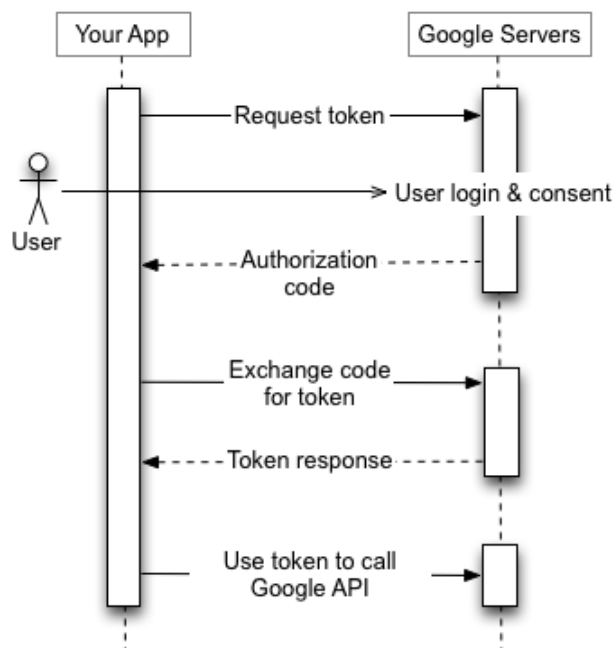 Your App
Google Servers
Request token
User login & consent
User
Authorization
code
Exchange code
for token
Token response
Use token to call
Google API